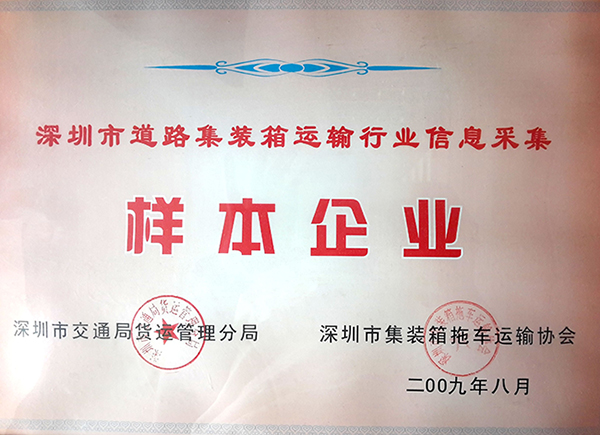 深圳市道路集装箱运输行业信息采集
样本企业
深圳市交通局货运管理分局
深圳市集装箱拖车运输协会
二00九年八月